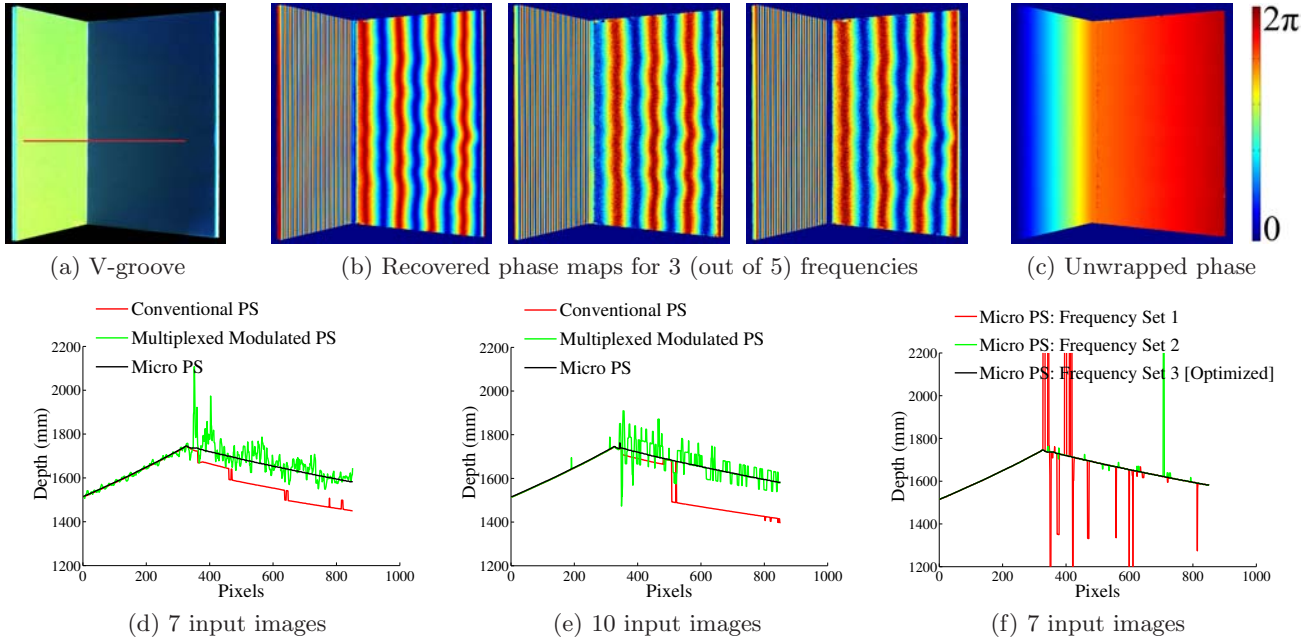 2π
0
(a) V-groove
(b) Recovered phase maps for 3 (out of 5) frequencies
(c) Unwrapped phase
Conventional PS
Multiplexed Modulated PS
Micro PS
2200
2000
1800
1600
1400
1200
Depth (mm)
0
200
400
600
800
1000
Pixels
(d) 7 input images
Conventional PS
Multiplexed Modulated PS
Micro PS
2200
2000
1800
1600
1400
1200
Depth (mm)
0
200
400
600
800
1000
Pixels
(e) 10 input images
Micro PS: Frequency Set 1
Micro PS: Frequency Set 2
Micro PS: Frequency Set 3 [Optimized]
2200
2000
1800
1600
1400
1200
Depth (mm)
0
200
400
600
800
1000
Pixels
(f) 7 input images